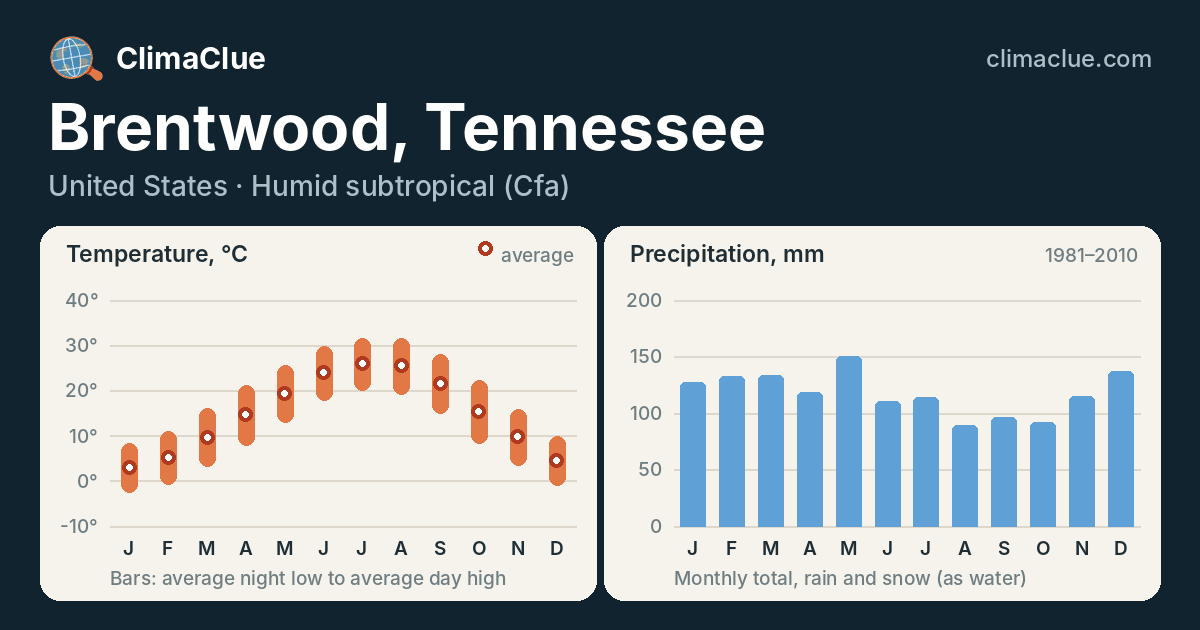 ClimaClue
climaclue.com
Brentwood, Tennessee
United States · Humid subtropical (Cfa)
Temperature, °C
average
40°
30°
20°
10°
0°
-10°
J F M A M J J A S O N D
Bars: average night low to average day high
Precipitation, mm
1981–2010
200
150
100
50
0
J F M A M J J A S O N D
Monthly total, rain and snow (as water)